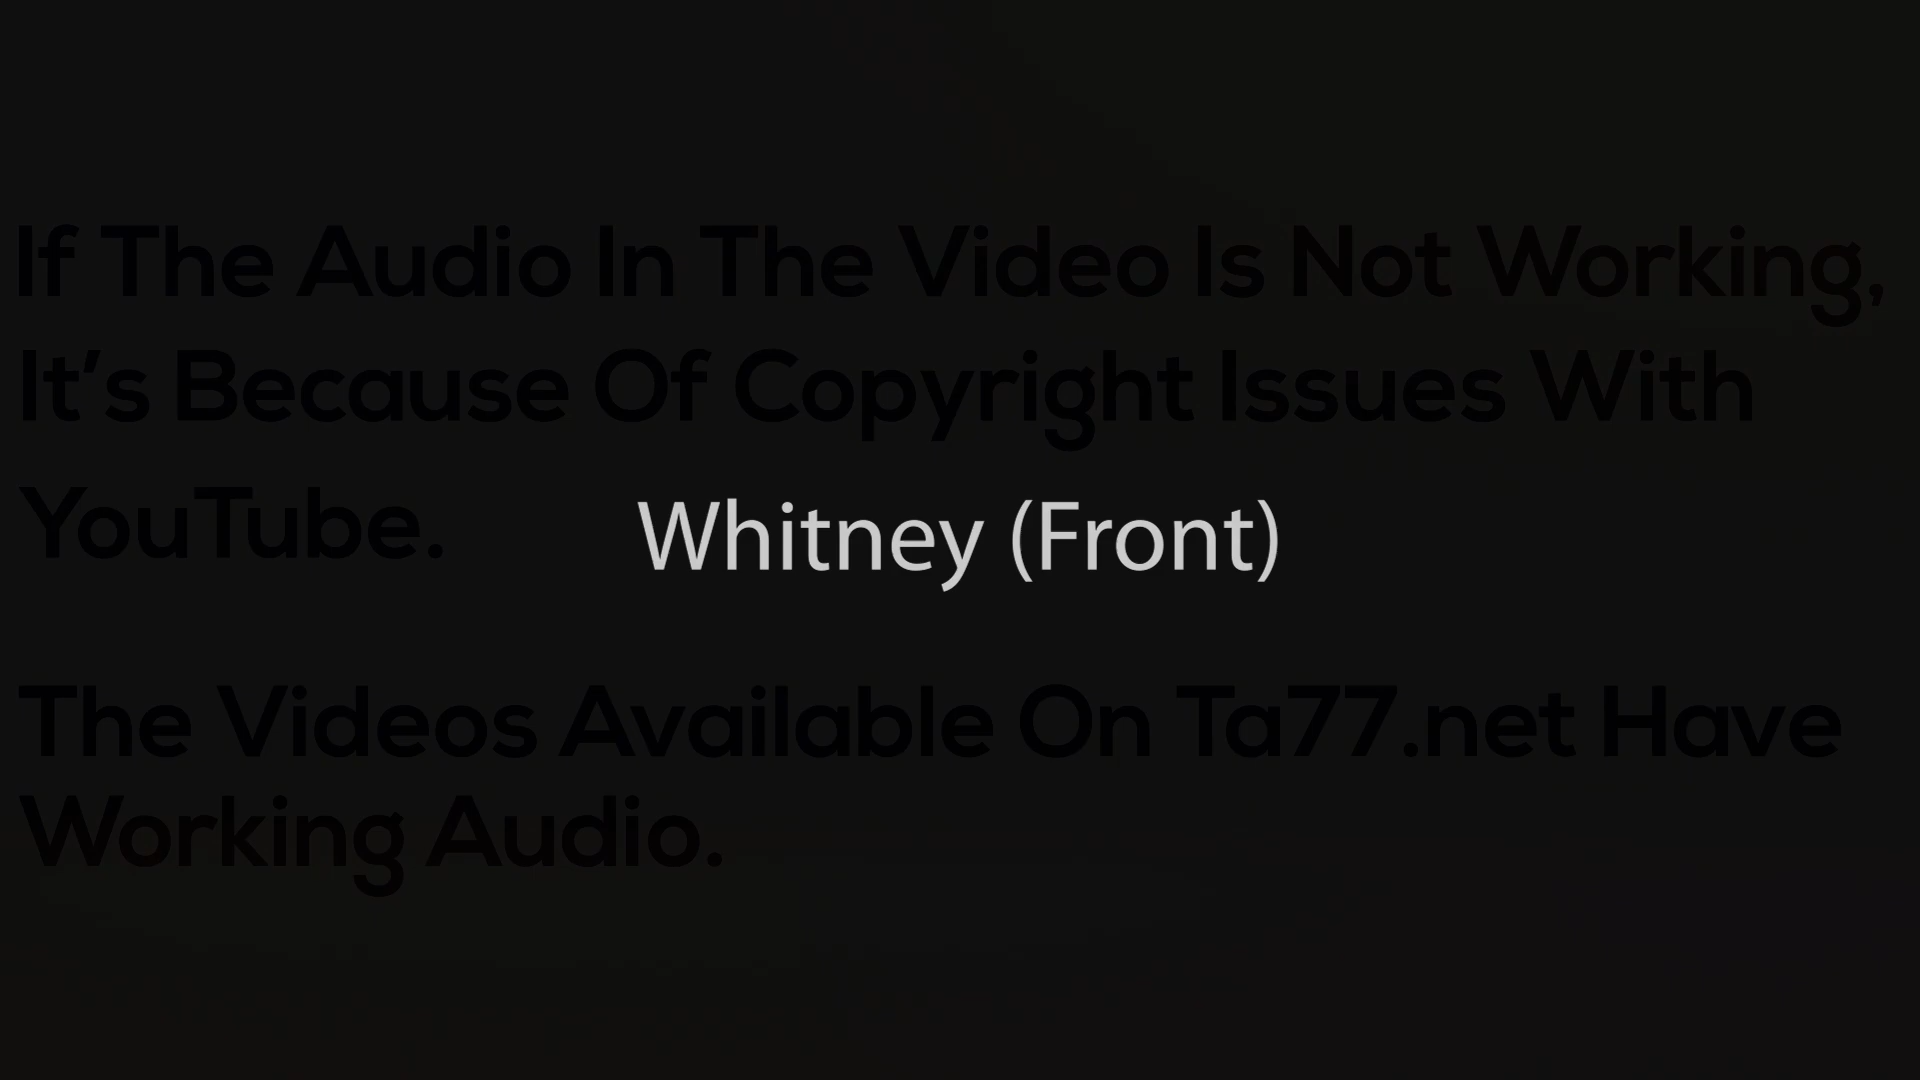 If The Audio In The Video Is Not Working,
It's Because Of Copyright Issues With
YouTube.
Whitney (Front)
The Videos Available On Ta77.net Have
Working Audio.